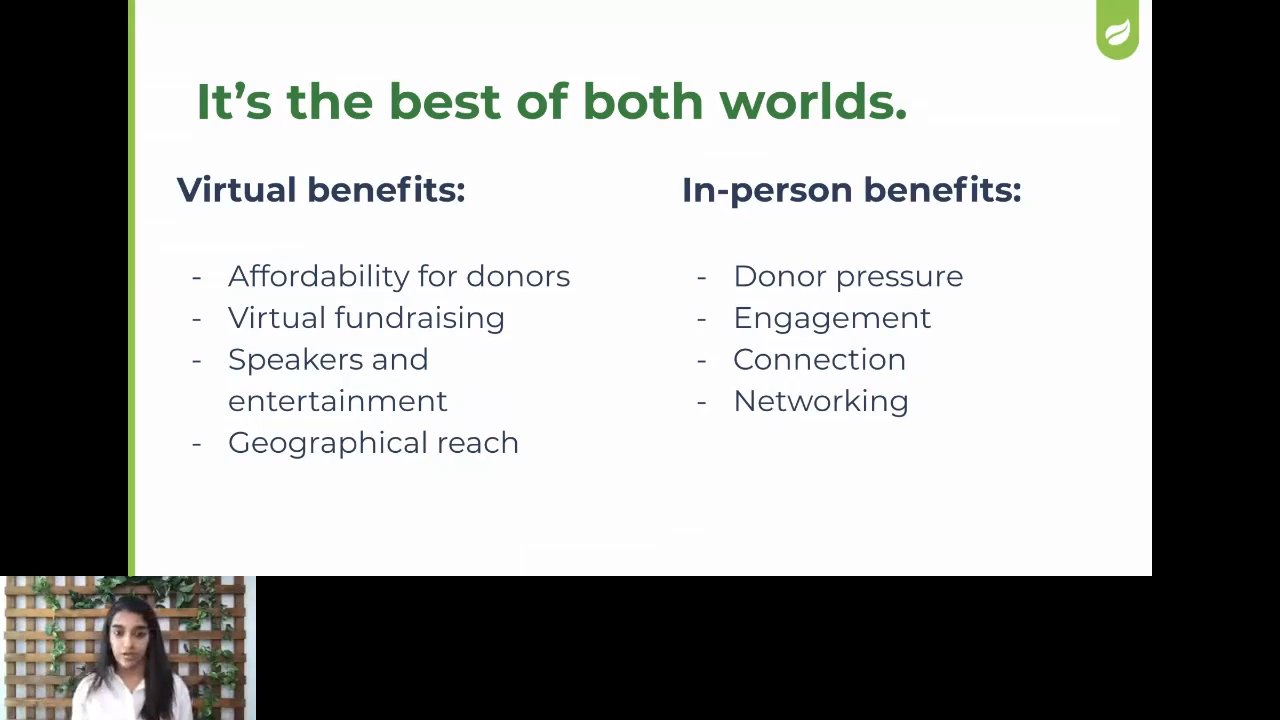 It’s the best of both worlds.
Virtual benefits:
- Affordability for donors
- Virtual fundraising
- Speakers and
entertainment
- Geographical reach
In-person benefits:
- Donor pressure
- Engagement
- Connection
- Networking